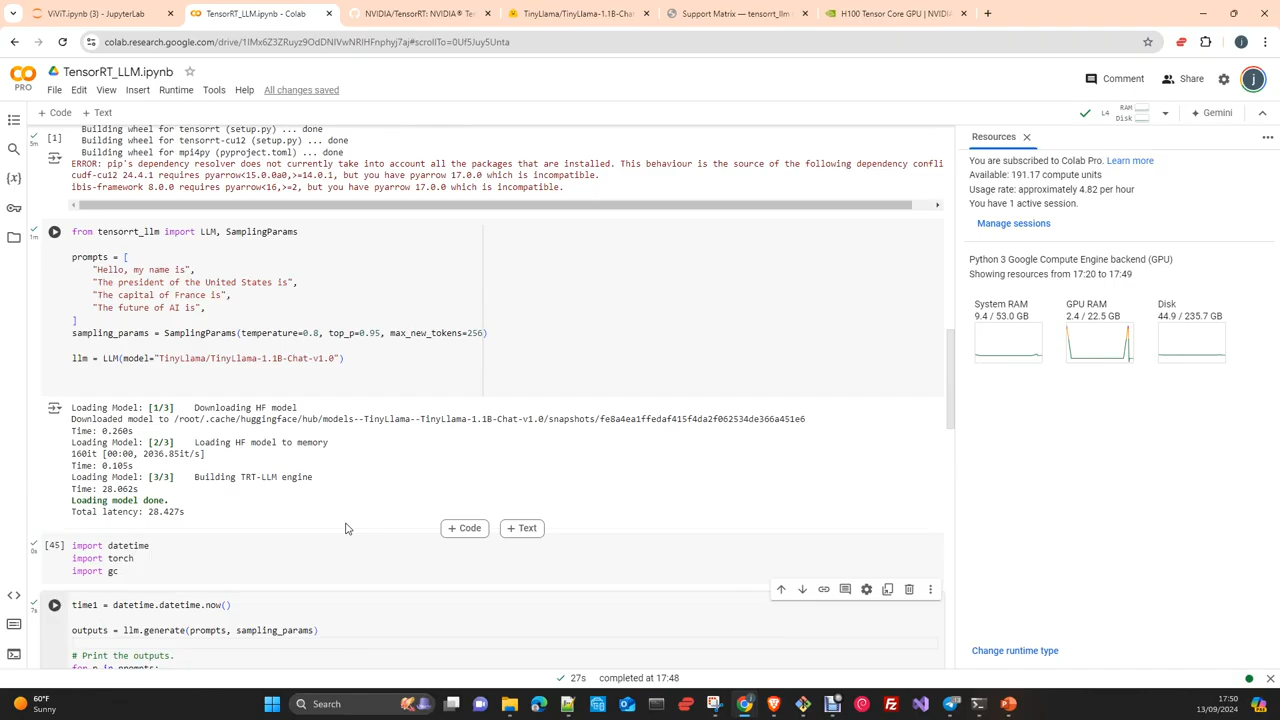 ViViT.ipynb - JupyterLab
TensorRT_LLM.ipynb - Colab
NVIDIA/TensorRT: NVIDIA® Te
TinyLlama/TinyLlama-1.1B-Chat
Support Matrix — tensorrt_llm
H100 Tensor Core GPU | NVIDIA
colab.research.google.com/drive/1IMx6Z3ZRuyz9OdDNIVwNRIHFnphyj7aj#scrollTo=0Uf5Juy5Unta
PRO
TensorRT_LLM.ipynb
File Edit View Insert Runtime Tools Help All changes saved
Comment
Share
j
+ Code + Text
L4
RAM
Disk
Gemini
Building wheel for tensorrt (setup.py) ... done
[1]
5m
Building wheel for tensorrt-cu12 (setup.py) ... done
Building wheel for mpi4py (pyproject.toml) ... done
ERROR: pip's dependency resolver does not currently take into account all the packages that are installed. This behaviour is the source of the following dependency confli
cudf-cu12 24.4.1 requires pyarrow<15.0.0a0,>=14.0.1, but you have pyarrow 17.0.0 which is incompatible.
ibis-framework 8.0.0 requires pyarrow<16,>=2, but you have pyarrow 17.0.0 which is incompatible.
1m
from tensorrt_llm import LLM, SamplingParams
prompts = [
"Hello, my name is",
"The president of the United States is",
"The capital of France is",
"The future of AI is",
]
sampling_params = SamplingParams(temperature=0.8, top_p=0.95, max_new_tokens=256)
llm = LLM(model="TinyLlama/TinyLlama-1.1B-Chat-v1.0")
Loading Model: [1/3] Downloading HF model
Downloaded model to /root/.cache/huggingface/hub/models--TinyLlama--TinyLlama-1.1B-Chat-v1.0/snapshots/fe8a4ea1ffedaf415f4da2f062534de366a451e6
Time: 0.260s
Loading Model: [2/3] Loading HF model to memory
160it [00:00, 2036.85it/s]
Time: 0.105s
Loading Model: [3/3] Building TRT-LLM engine
Time: 28.062s
Loading model done.
Total latency: 28.427s
+ Code + Text
[45]
0s
import datetime
import torch
import gc
7s
time1 = datetime.datetime.now()
outputs = llm.generate(prompts, sampling_params)
# Print the outputs.
for p in prompts:
Resources
You are subscribed to Colab Pro. Learn more
Available: 191.17 compute units
Usage rate: approximately 4.82 per hour
You have 1 active session.
Manage sessions
Python 3 Google Compute Engine backend (GPU)
Showing resources from 17:20 to 17:49
System RAM
9.4 / 53.0 GB
GPU RAM
2.4 / 22.5 GB
Disk
44.9 / 235.7 GB
Change runtime type
27s completed at 17:48
60°F
Sunny
Search
17:50
13/09/2024